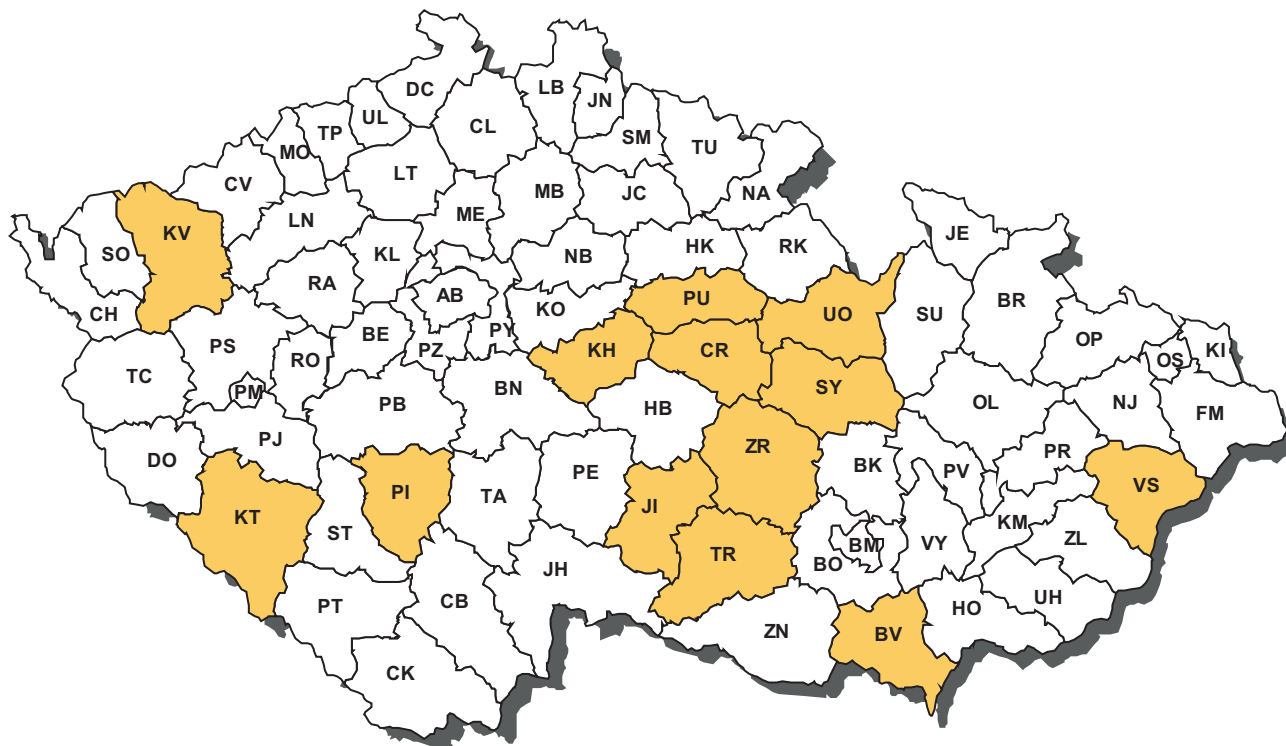 DC
LB
JN
UL
TP
CL
SM
TU
MO
CV
LT
MB
JC
NA
ME
LN
KV
SO
KL
NB
HK
RK
JE
RA
AB
PU
BR
CH
KO
UO
SU
PY
BE
PZ
KH
CR
OP
KI
OS
PS
RO
TC
PM
BN
SY
PB
HB
OL
NJ
FM
PJ
DO
ZR
PR
PE
BK
PV
VS
PI
TA
JI
KT
ST
KM
ZL
BM
VY
TR
BO
JH
PT
CB
UH
HO
ZN
BV
CK